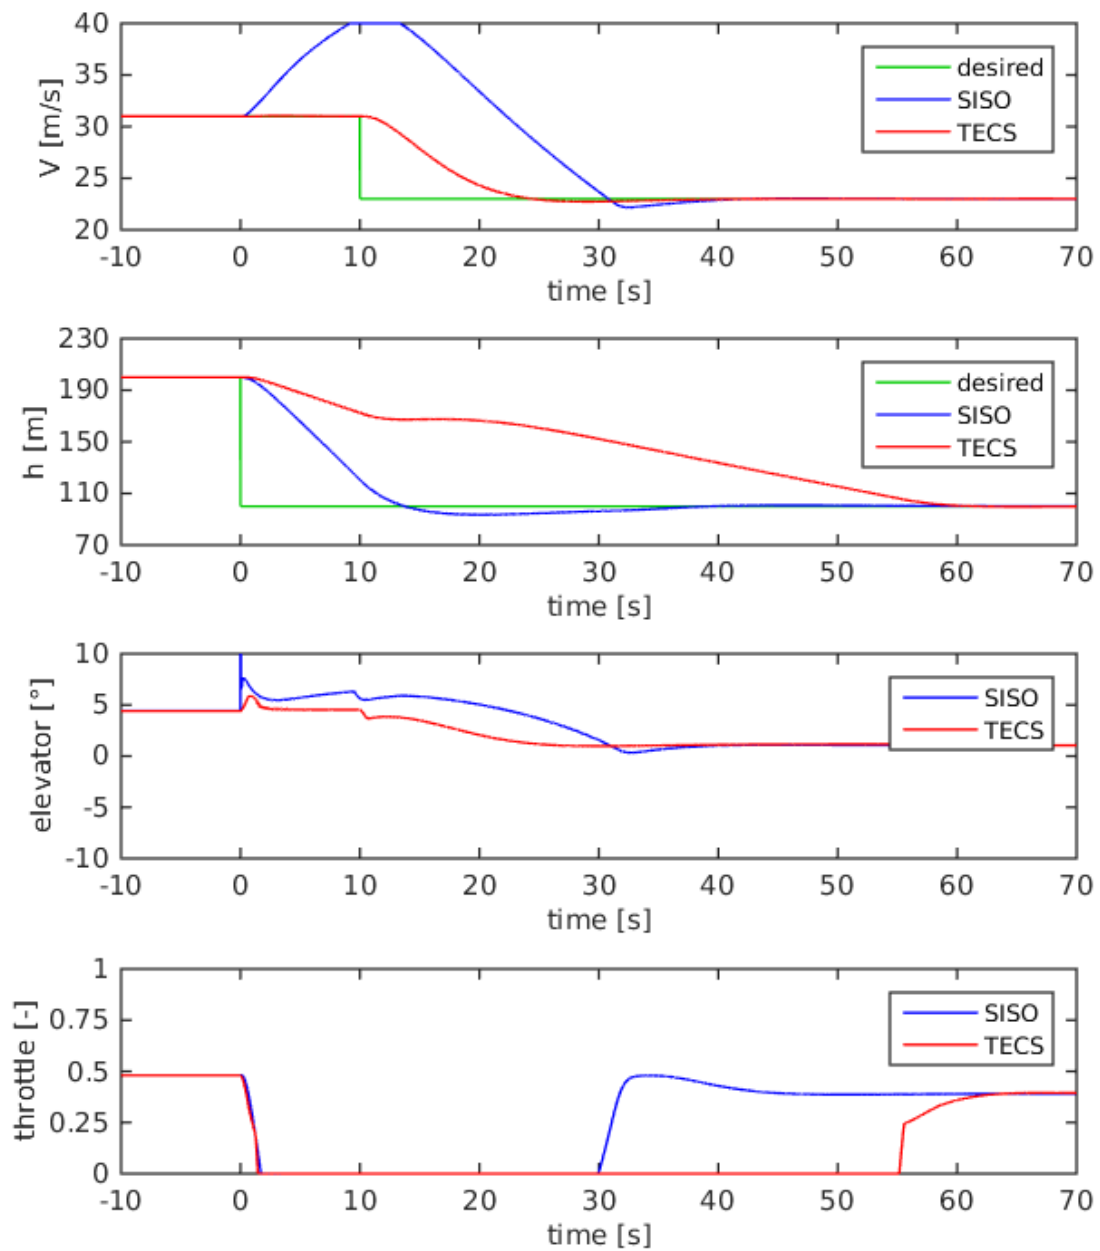 40
35
30
25
20
V [m/s]
-10 0 10 20 30 40 50 60 70
time [s]
desired
SISO
TECS
230
190
150
110
70
h [m]
-10 0 10 20 30 40 50 60 70
time [s]
desired
SISO
TECS
10
5
0
-5
-10
elevator [°]
-10 0 10 20 30 40 50 60 70
time [s]
SISO
TECS
1
0.75
0.5
0.25
0
throttle [-]
-10 0 10 20 30 40 50 60 70
time [s]
SISO
TECS